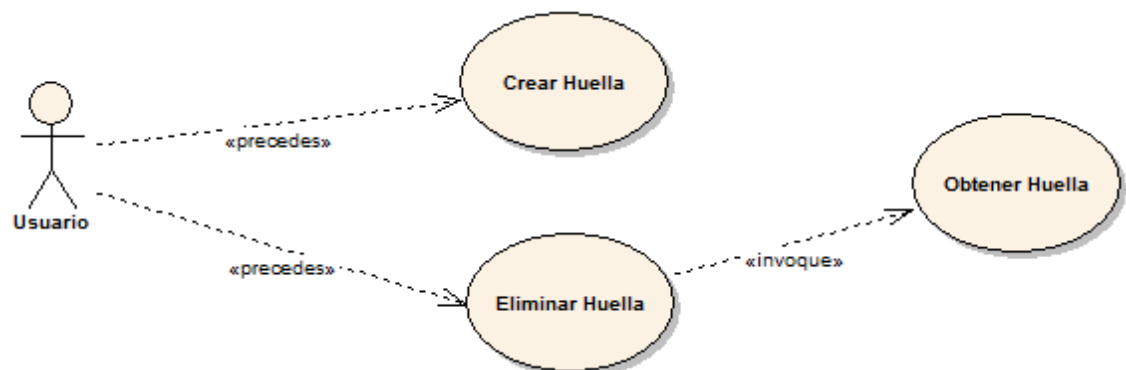 Crear Huella
«precedes»
Usuario
Obtener Huella
«precedes»
«invoque»
Eliminar Huella